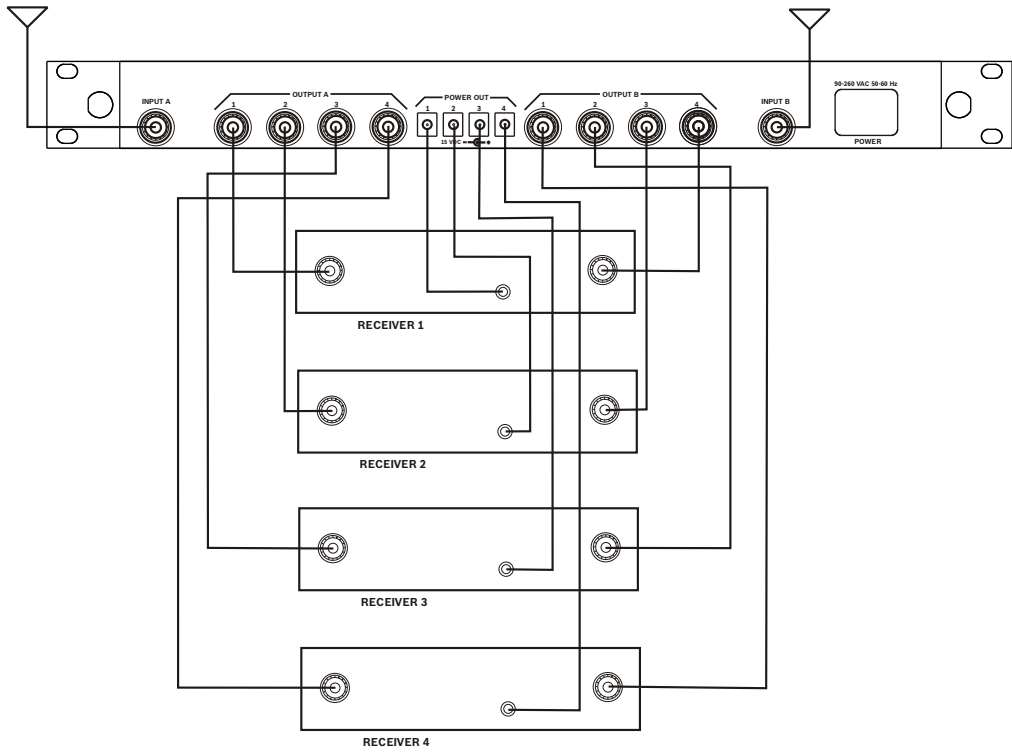 90-260 VAC 50-60 Hz
INPUT A
OUTPUT A
1 2 3 4
POWER OUT
1 2 3 4
15 VDC
OUTPUT B
1 2 3 4
INPUT B
POWER
RECEIVER 1
RECEIVER 2
RECEIVER 3
RECEIVER 4